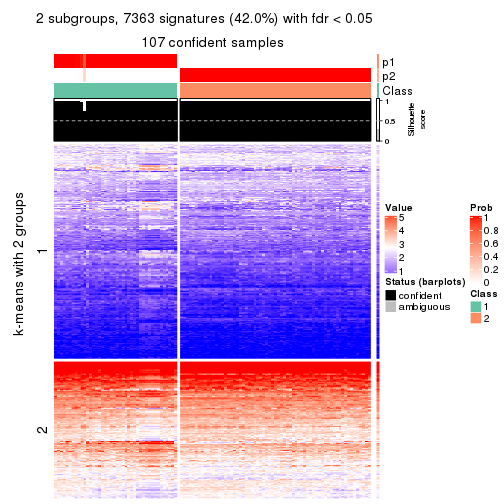 2 subgroups, 7363 signatures (42.0%) with fdr < 0.05
107 confident samples
p1
p2
Class
1
0.5
0
Silhouette
score
k-means with 2 groups
1
2
Value
5
4
3
2
1
Status (barplots)
confident
ambiguous
Prob
1
0.8
0.6
0.4
0.2
0
Class
1
2